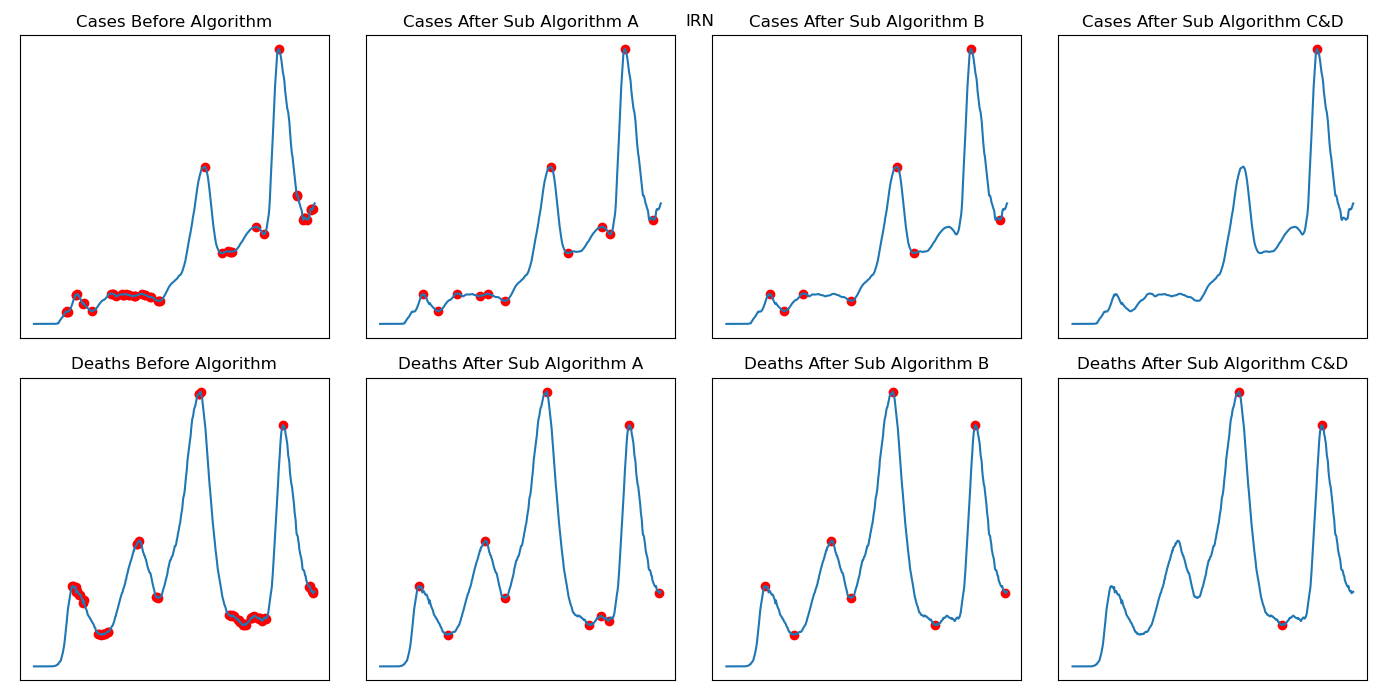 IRN
Cases Before Algorithm
Cases After Sub Algorithm A
Cases After Sub Algorithm B
Cases After Sub Algorithm C&D
Deaths Before Algorithm
Deaths After Sub Algorithm A
Deaths After Sub Algorithm B
Deaths After Sub Algorithm C&D